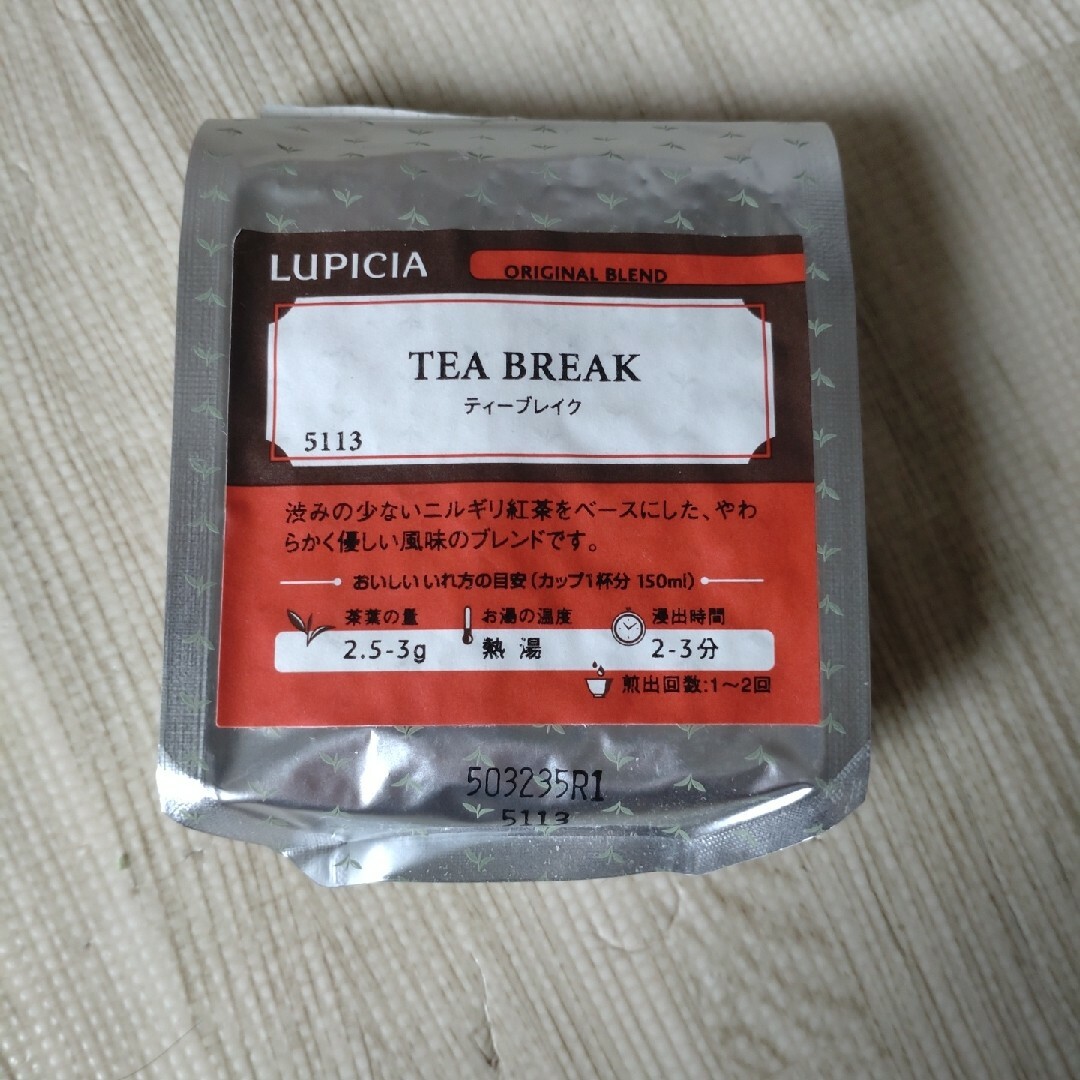 LUPICIA
ORIGINAL BLEND
TEA BREAK
ティーブレイク
5113
渋みの少ないニルギリ紅茶をベースにした、やわ
らかく優しい風味のブレンドです。
おいしいいれ方の目安(カップ1杯分 150ml)
茶葉の量 お湯の温度 浸出時間
2.5-3g 熱湯 2-3分
煎出回数:1〜2回
503235R1
5113